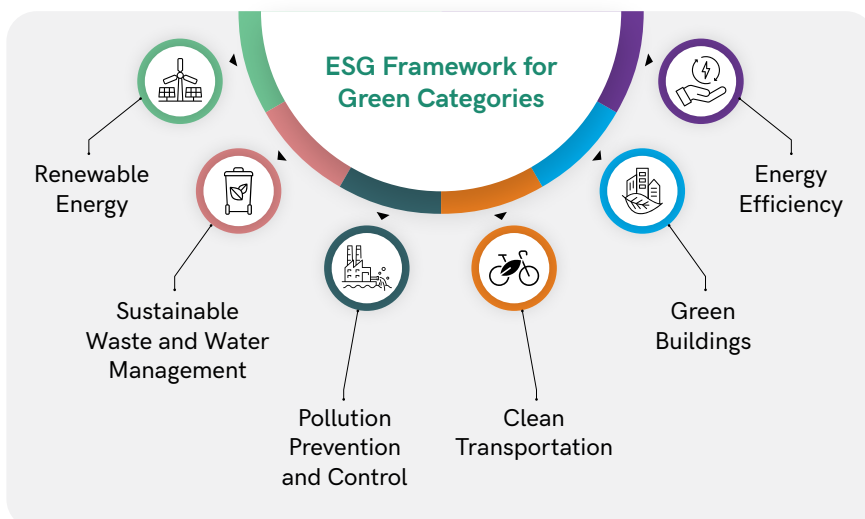 ESG Framework for
Green Categories
Renewable
Energy
Sustainable
Waste and Water
Management
Pollution
Prevention
and Control
Clean
Transportation
Green
Buildings
Energy
Efficiency